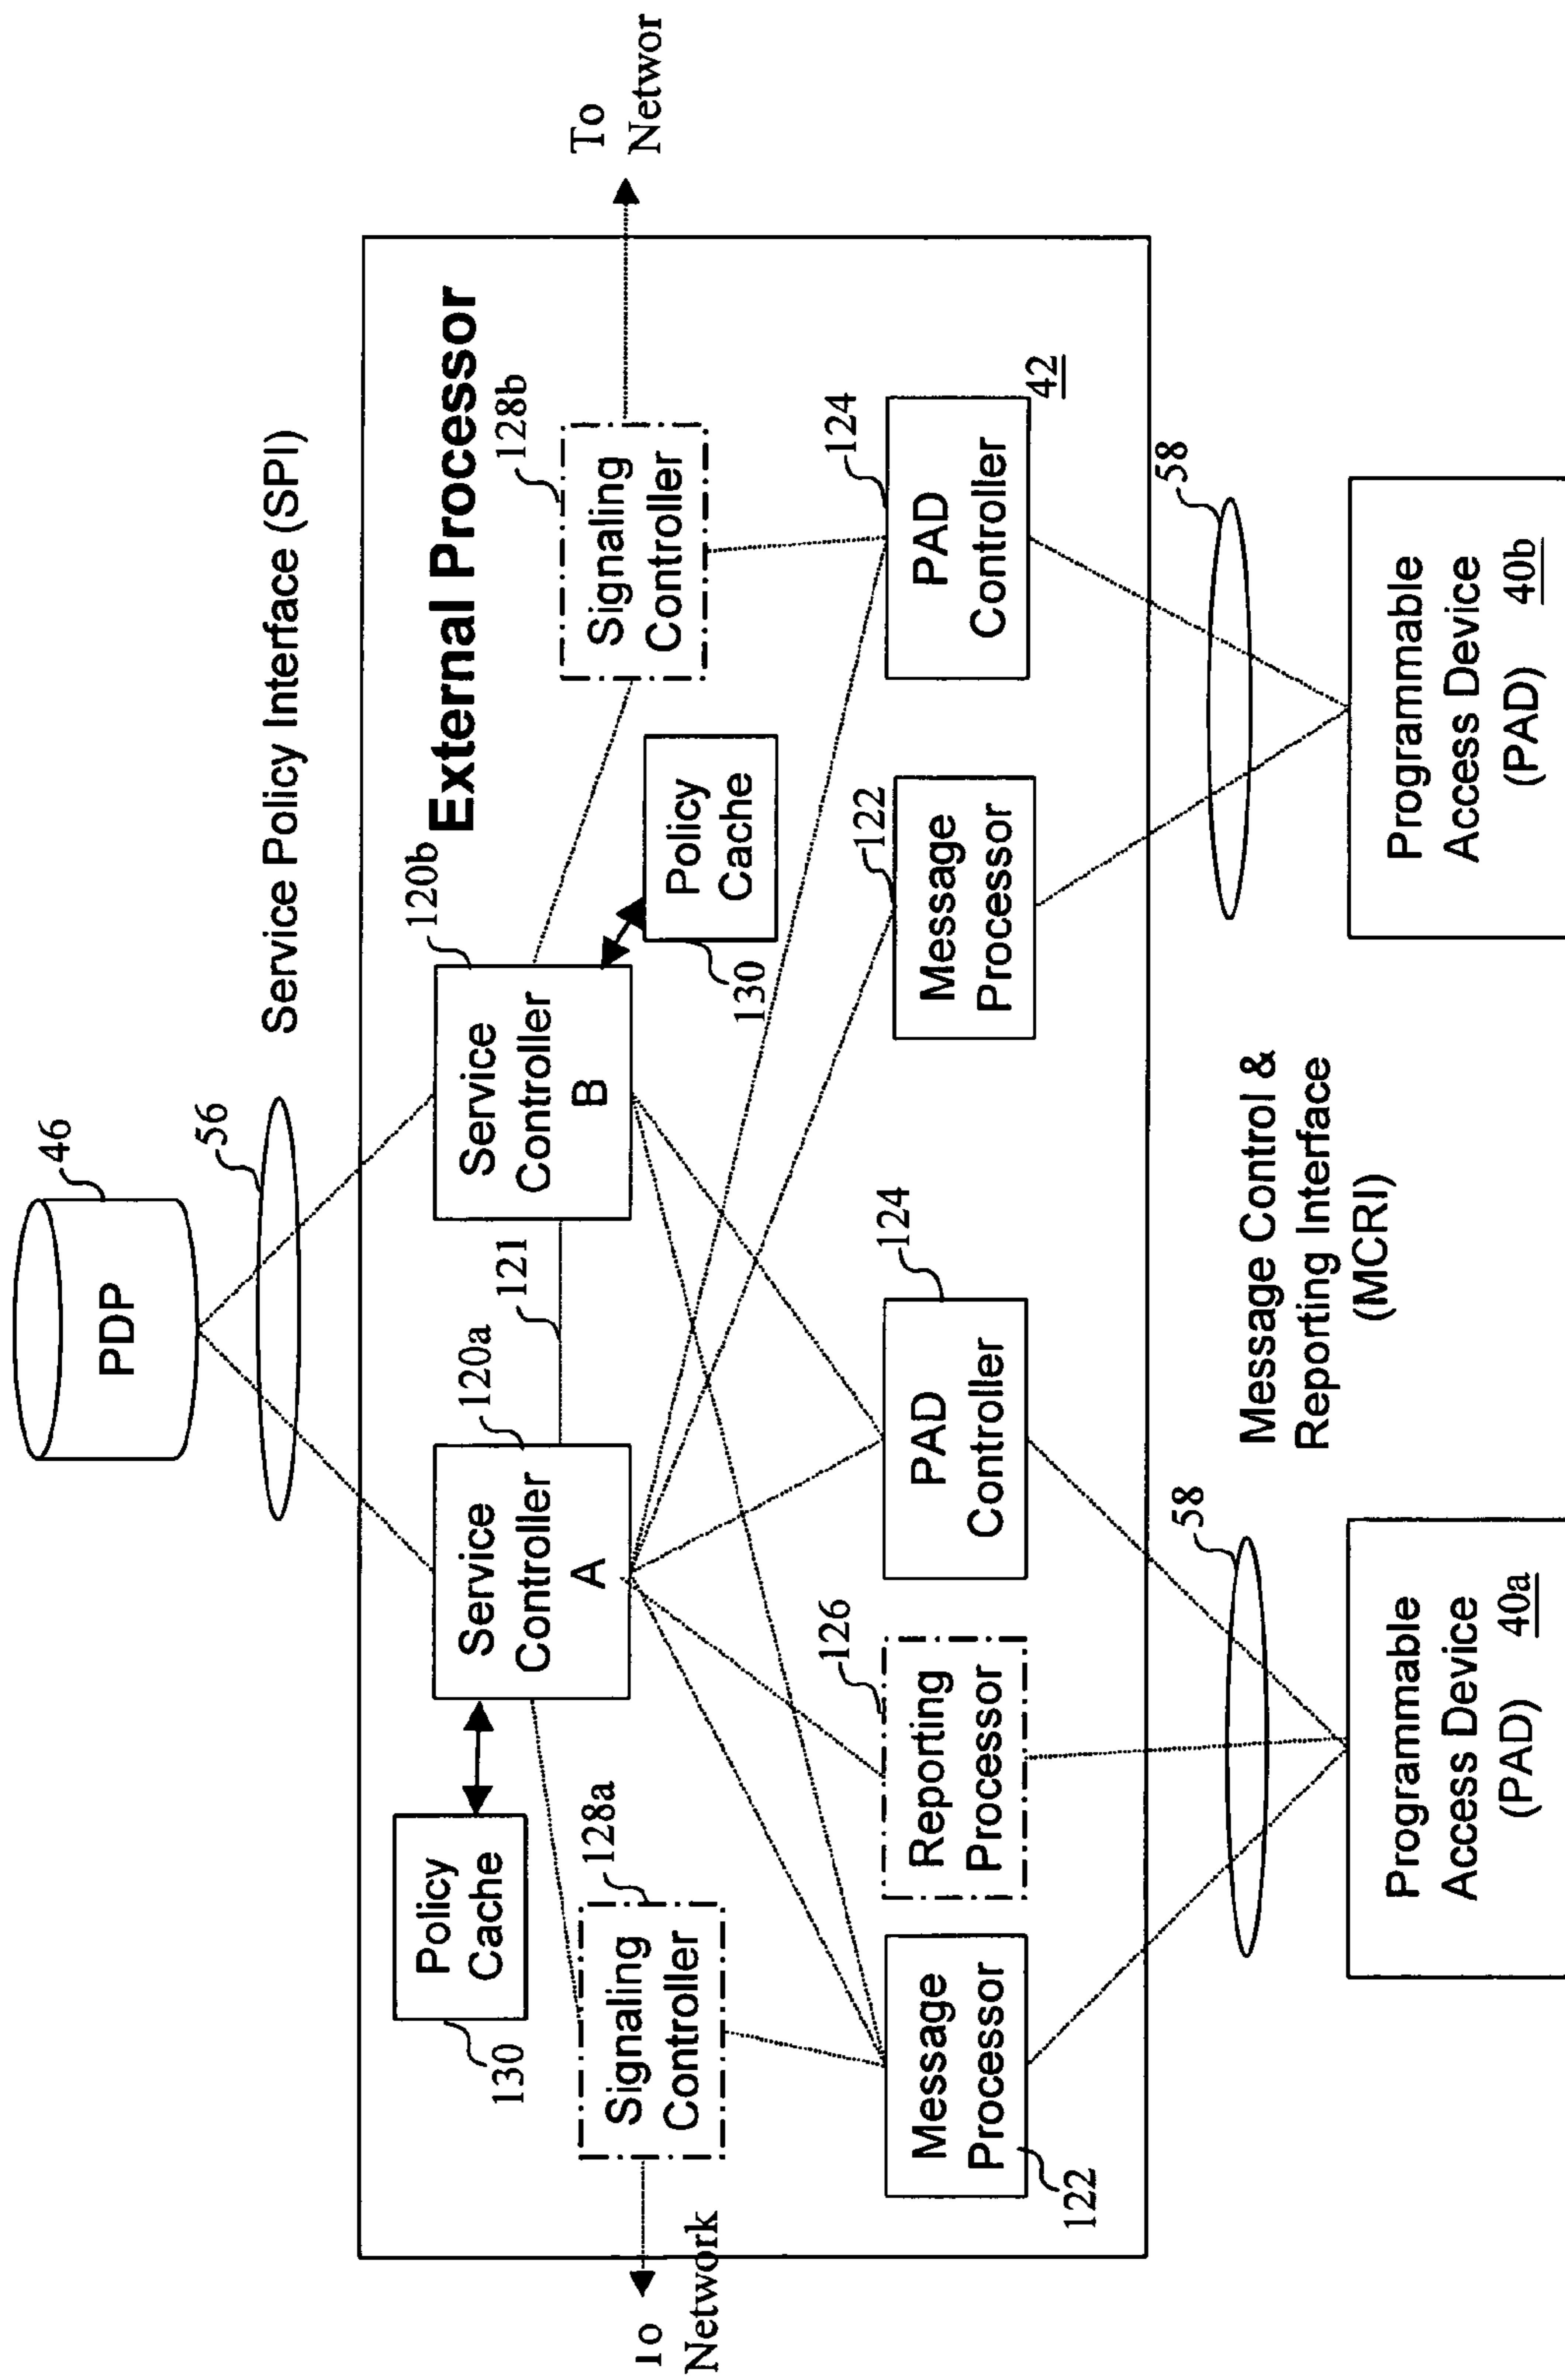 46
PDP
56
Service Policy Interface (SPI)
External Processor
Policy
Cache
130
120a
Service
Controller
A
121
120b
Service
Controller
B
Policy
Cache
130
128a
Signaling
Controller
128b
Signaling
Controller
To
Network
To
Networ
122
Message
Processor
126
Reporting
Processor
124
PAD
Controller
122
Message
Processor
124
PAD
Controller
42
58
58
Message Control &
Reporting Interface
(MCRI)
Programmable
Access Device
(PAD) 40a
Programmable
Access Device
(PAD) 40b